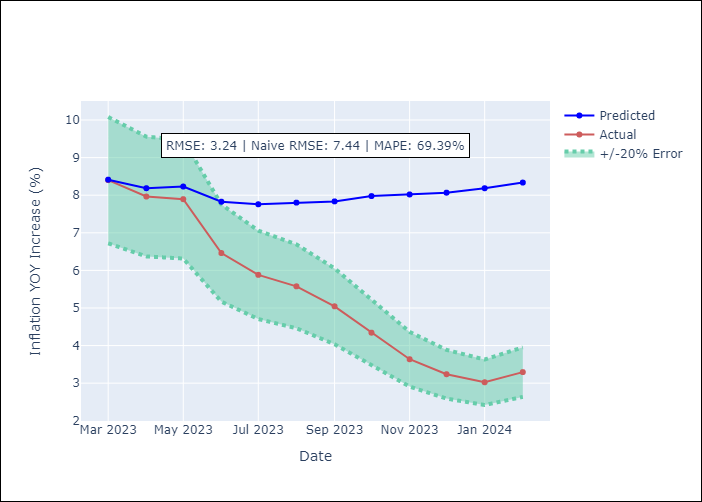 Predicted
Actual
+/-20% Error
RMSE: 3.24 | Naive RMSE: 7.44 | MAPE: 69.39%
Inflation YOY Increase (%)
10
9
8
7
6
5
4
3
2
Mar 2023 May 2023 Jul 2023 Sep 2023 Nov 2023 Jan 2024
Date